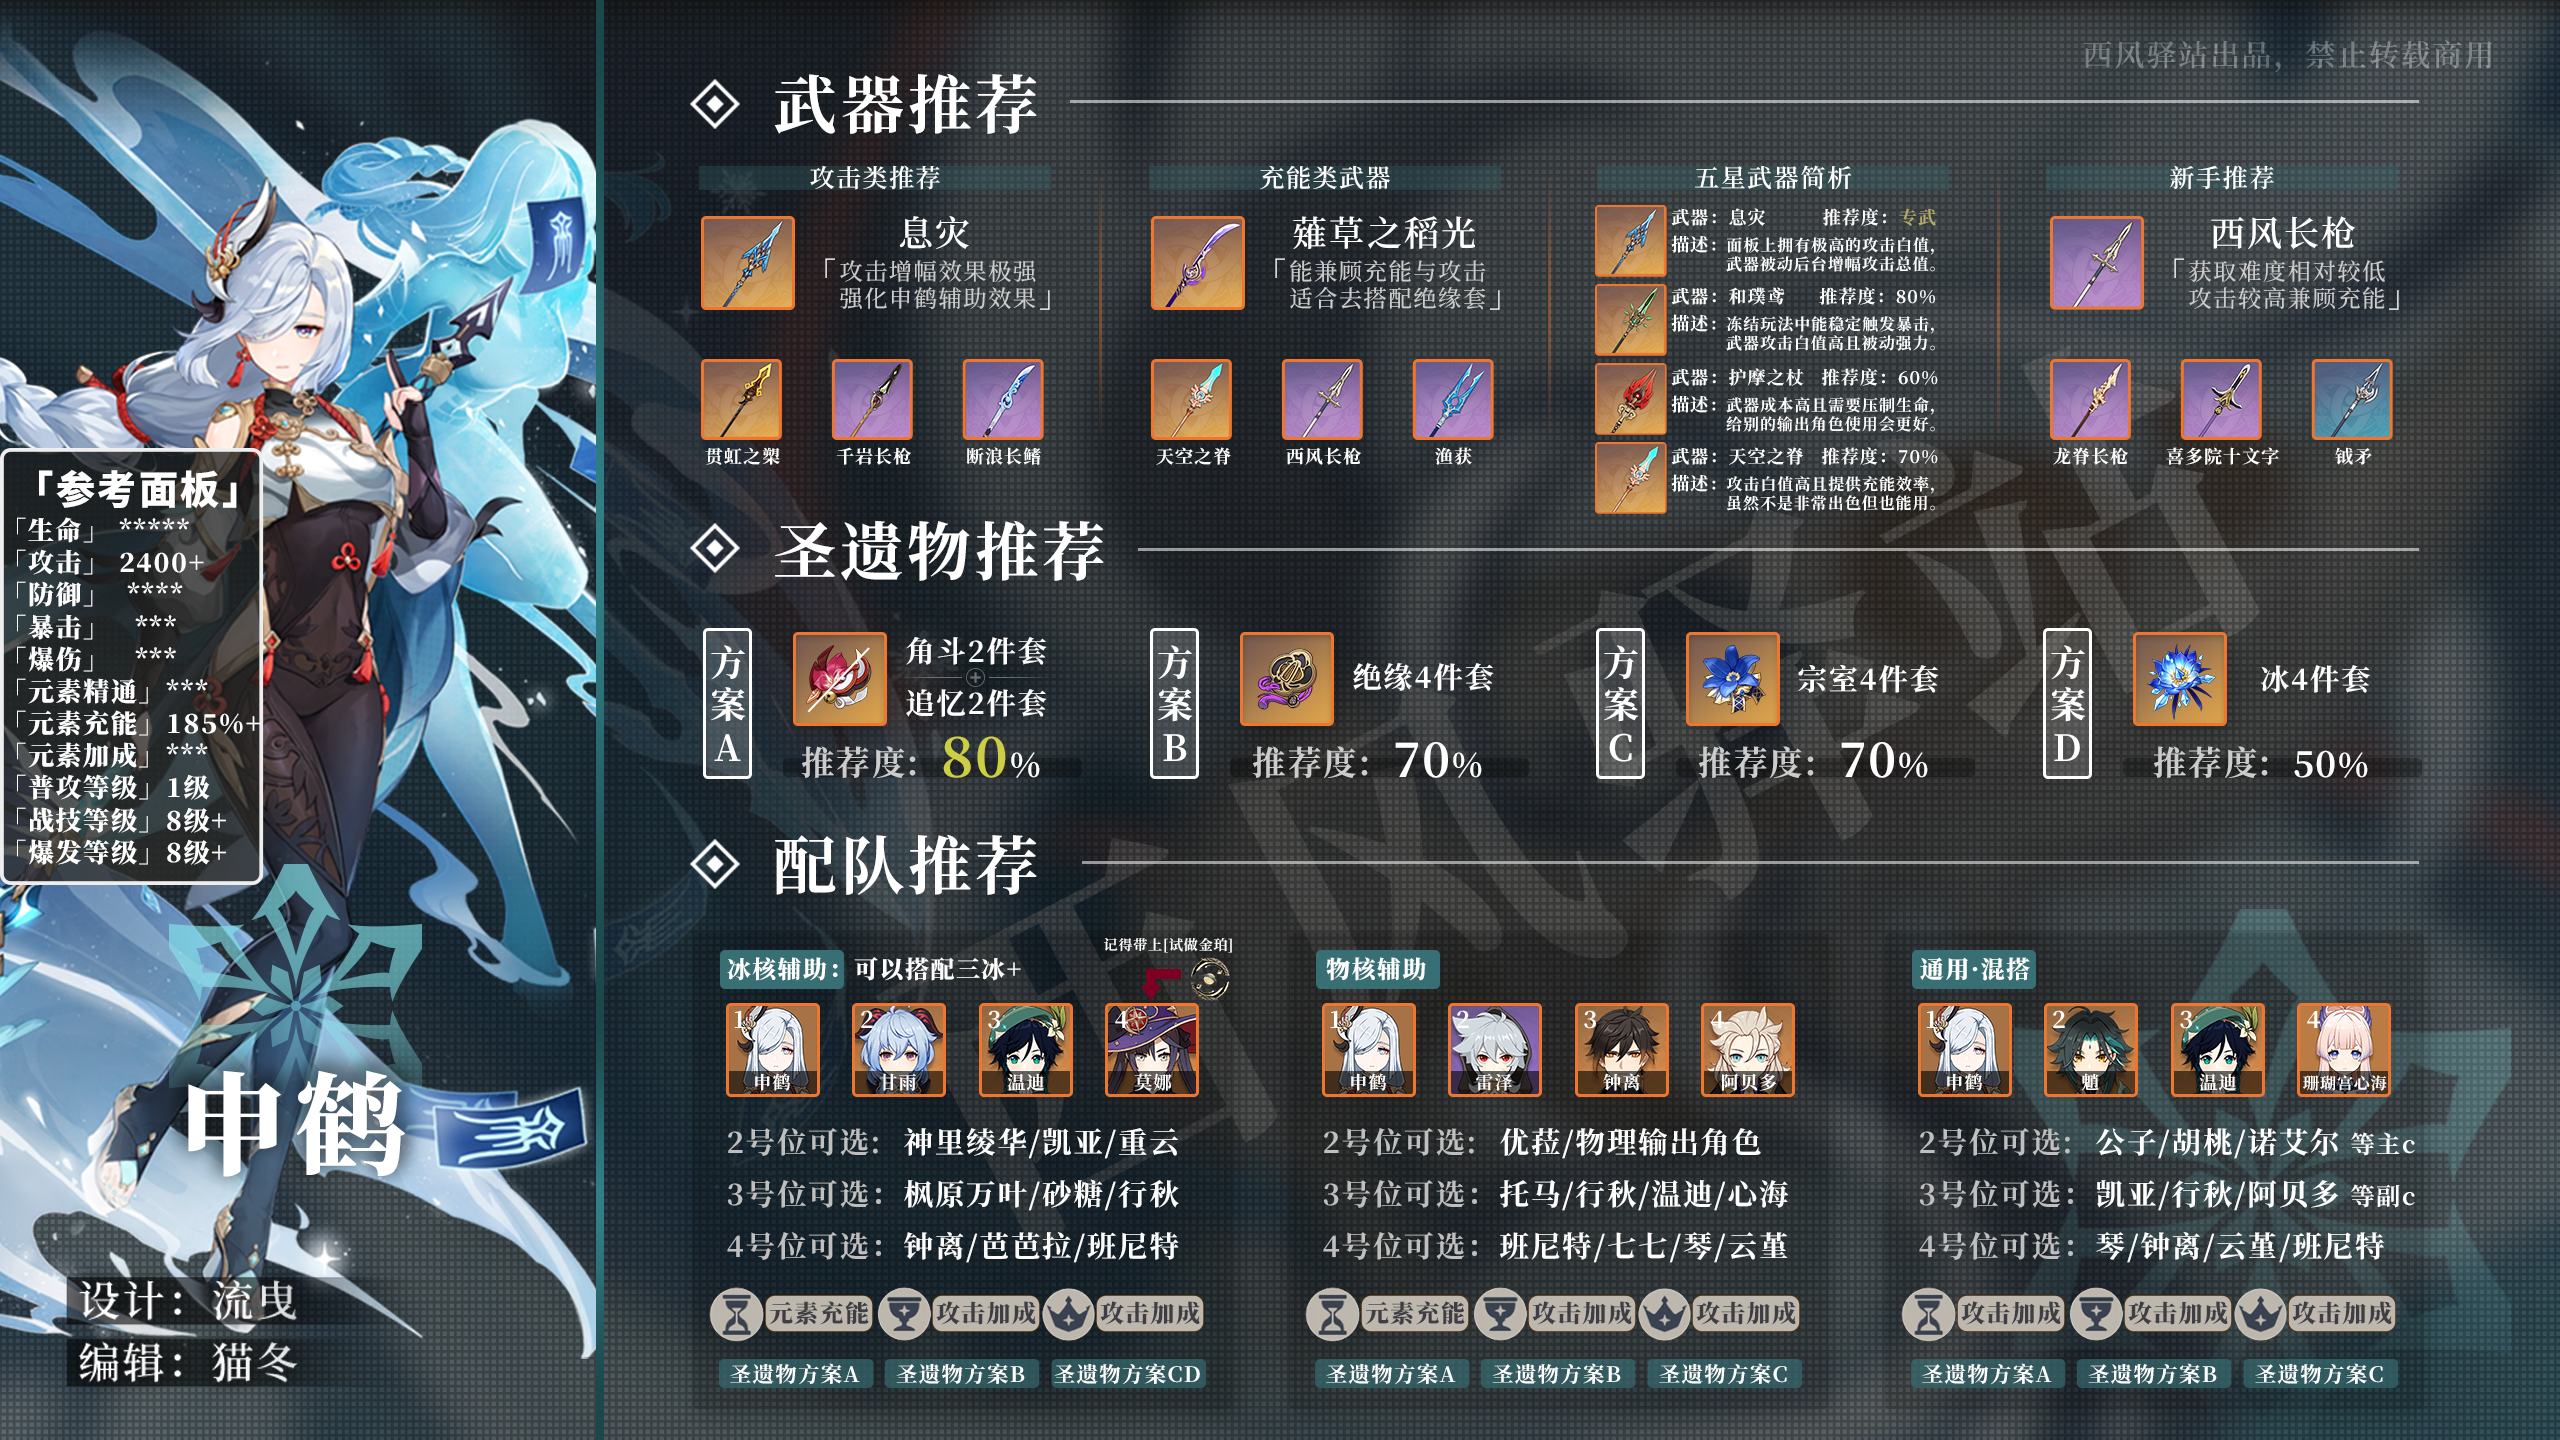 西风驿站出品，禁止转载商用
武器推荐
攻击类推荐
息灾
「攻击增幅效果极强
强化申鹤辅助效果」
贯虹之槊
千岩长枪
断浪长鳍
充能类武器
薙草之稻光
「能兼顾充能与攻击
适合去搭配绝缘套」
天空之脊
西风长枪
渔获
五星武器简析
武器：息灾 推荐度：专武
描述：面板上拥有极高的攻击白值，
武器被动后台增幅攻击总值。
武器：和璞鸢 推荐度：80%
描述：冻结玩法中能稳定触发暴击，
武器攻击白值高且被动强力。
武器：护摩之杖 推荐度：60%
描述：武器成本高且需要压制生命，
给别的输出角色使用会更好。
武器：天空之脊 推荐度：70%
描述：攻击白值高且提供充能效率，
虽然不是非常出色但也能用。
新手推荐
西风长枪
「获取难度相对较低
攻击较高兼顾充能」
龙脊长枪
喜多院十文字
钺矛
「参考面板」
「生命」 *****
「攻击」 2400+
「防御」 ****
「暴击」 ***
「爆伤」 ***
「元素精通」***
「元素充能」185%+
「元素加成」***
「普攻等级」1级
「战技等级」8级+
「爆发等级」8级+
申鹤
设计：流曳
编辑：猫冬
圣遗物推荐
方案A
角斗2件套
追忆2件套
推荐度：80%
方案B
绝缘4件套
推荐度：70%
方案C
宗室4件套
推荐度：70%
方案D
冰4件套
推荐度：50%
西风驿站
配队推荐
记得带上[试做金珀]
冰核辅助：可以搭配三冰+
1 申鹤
2 甘雨
3 温迪
4 莫娜
2号位可选：神里绫华/凯亚/重云
3号位可选：枫原万叶/砂糖/行秋
4号位可选：钟离/芭芭拉/班尼特
元素充能 攻击加成 攻击加成
圣遗物方案A 圣遗物方案B 圣遗物方案CD
物核辅助
1 申鹤
2 雷泽
3 钟离
4 阿贝多
2号位可选：优菈/物理输出角色
3号位可选：托马/行秋/温迪/心海
4号位可选：班尼特/七七/琴/云堇
元素充能 攻击加成 攻击加成
圣遗物方案A 圣遗物方案B 圣遗物方案C
通用·混搭
1 申鹤
2 魈
3 温迪
4 珊瑚宫心海
2号位可选：公子/胡桃/诺艾尔 等主c
3号位可选：凯亚/行秋/阿贝多 等副c
4号位可选：琴/钟离/云堇/班尼特
攻击加成 攻击加成 攻击加成
圣遗物方案A 圣遗物方案B 圣遗物方案C